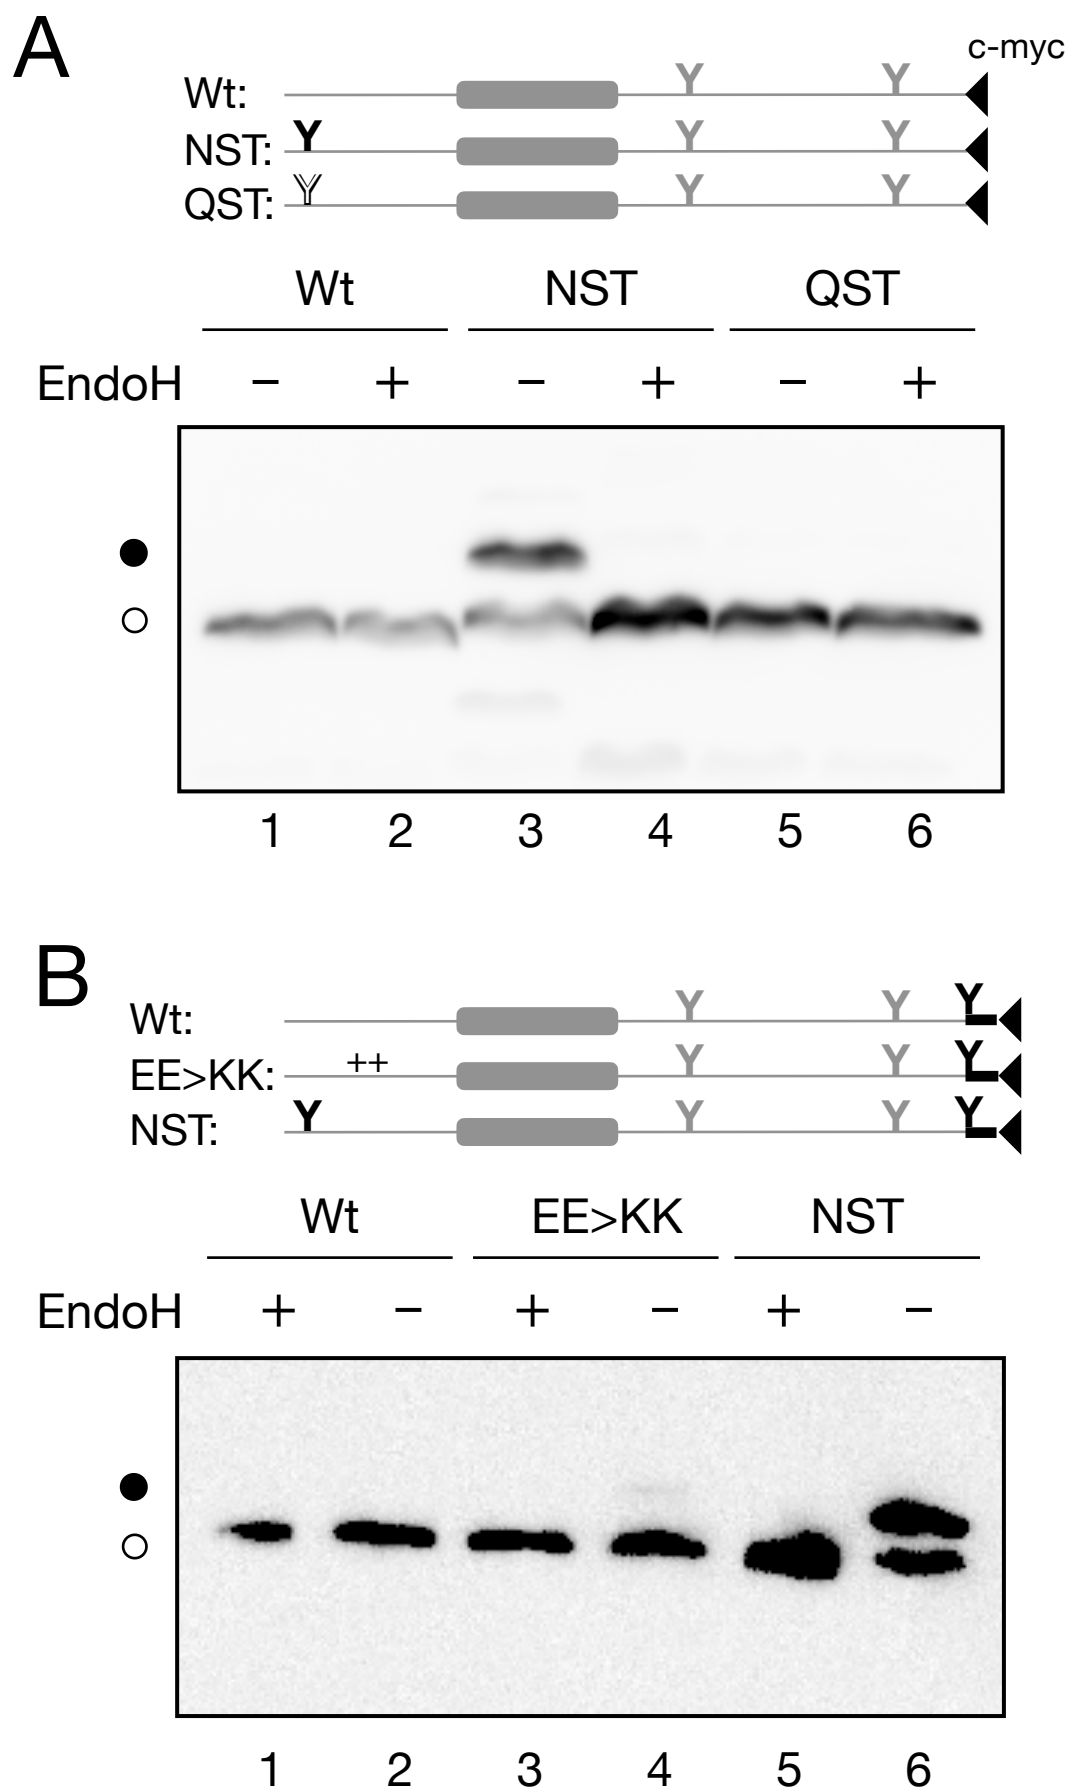 A
c-myc
Wt:
NST:
QST:
Wt NST QST
EndoH − + − + − +
1 2 3 4 5 6
B
Wt:
++
EE>KK:
NST:
Wt EE>KK NST
EndoH + − + − + −
1 2 3 4 5 6